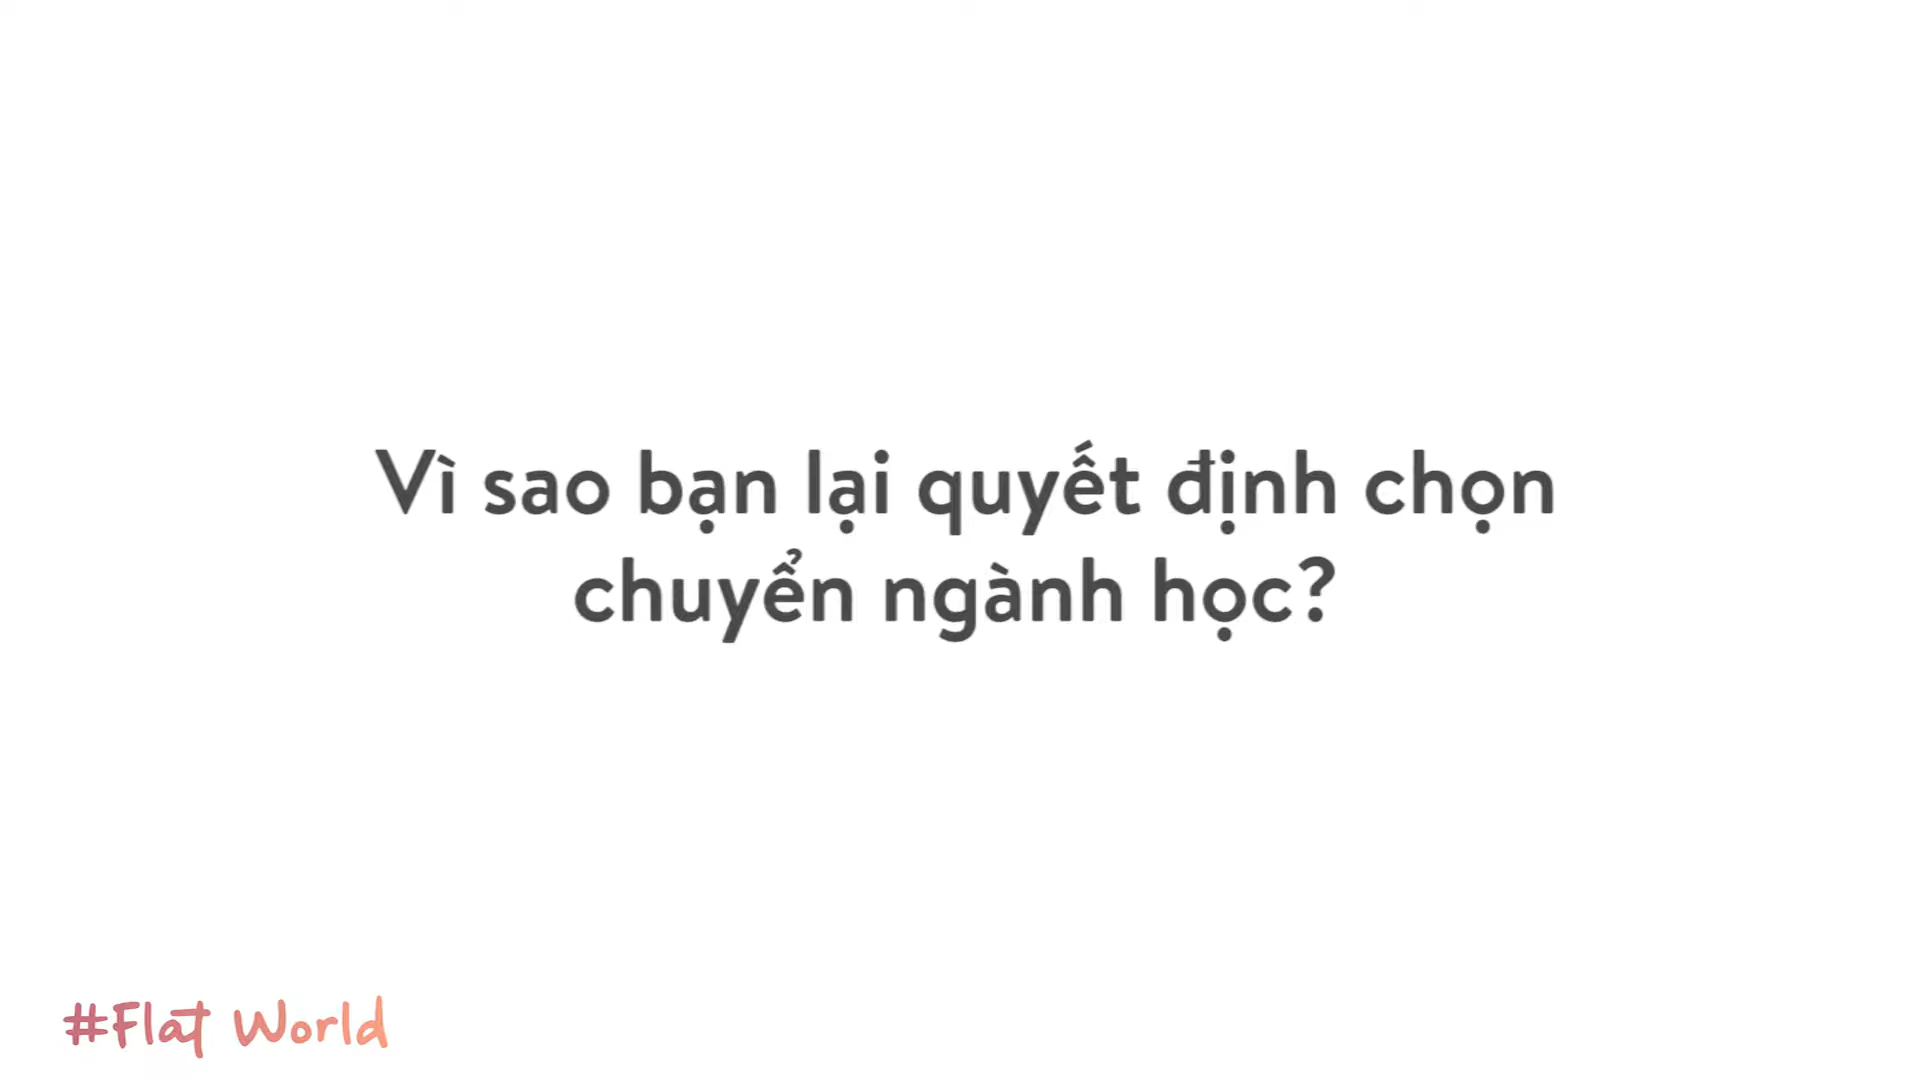 Vì sao bạn lại quyết định chọn
chuyển ngành học?
#Flat World